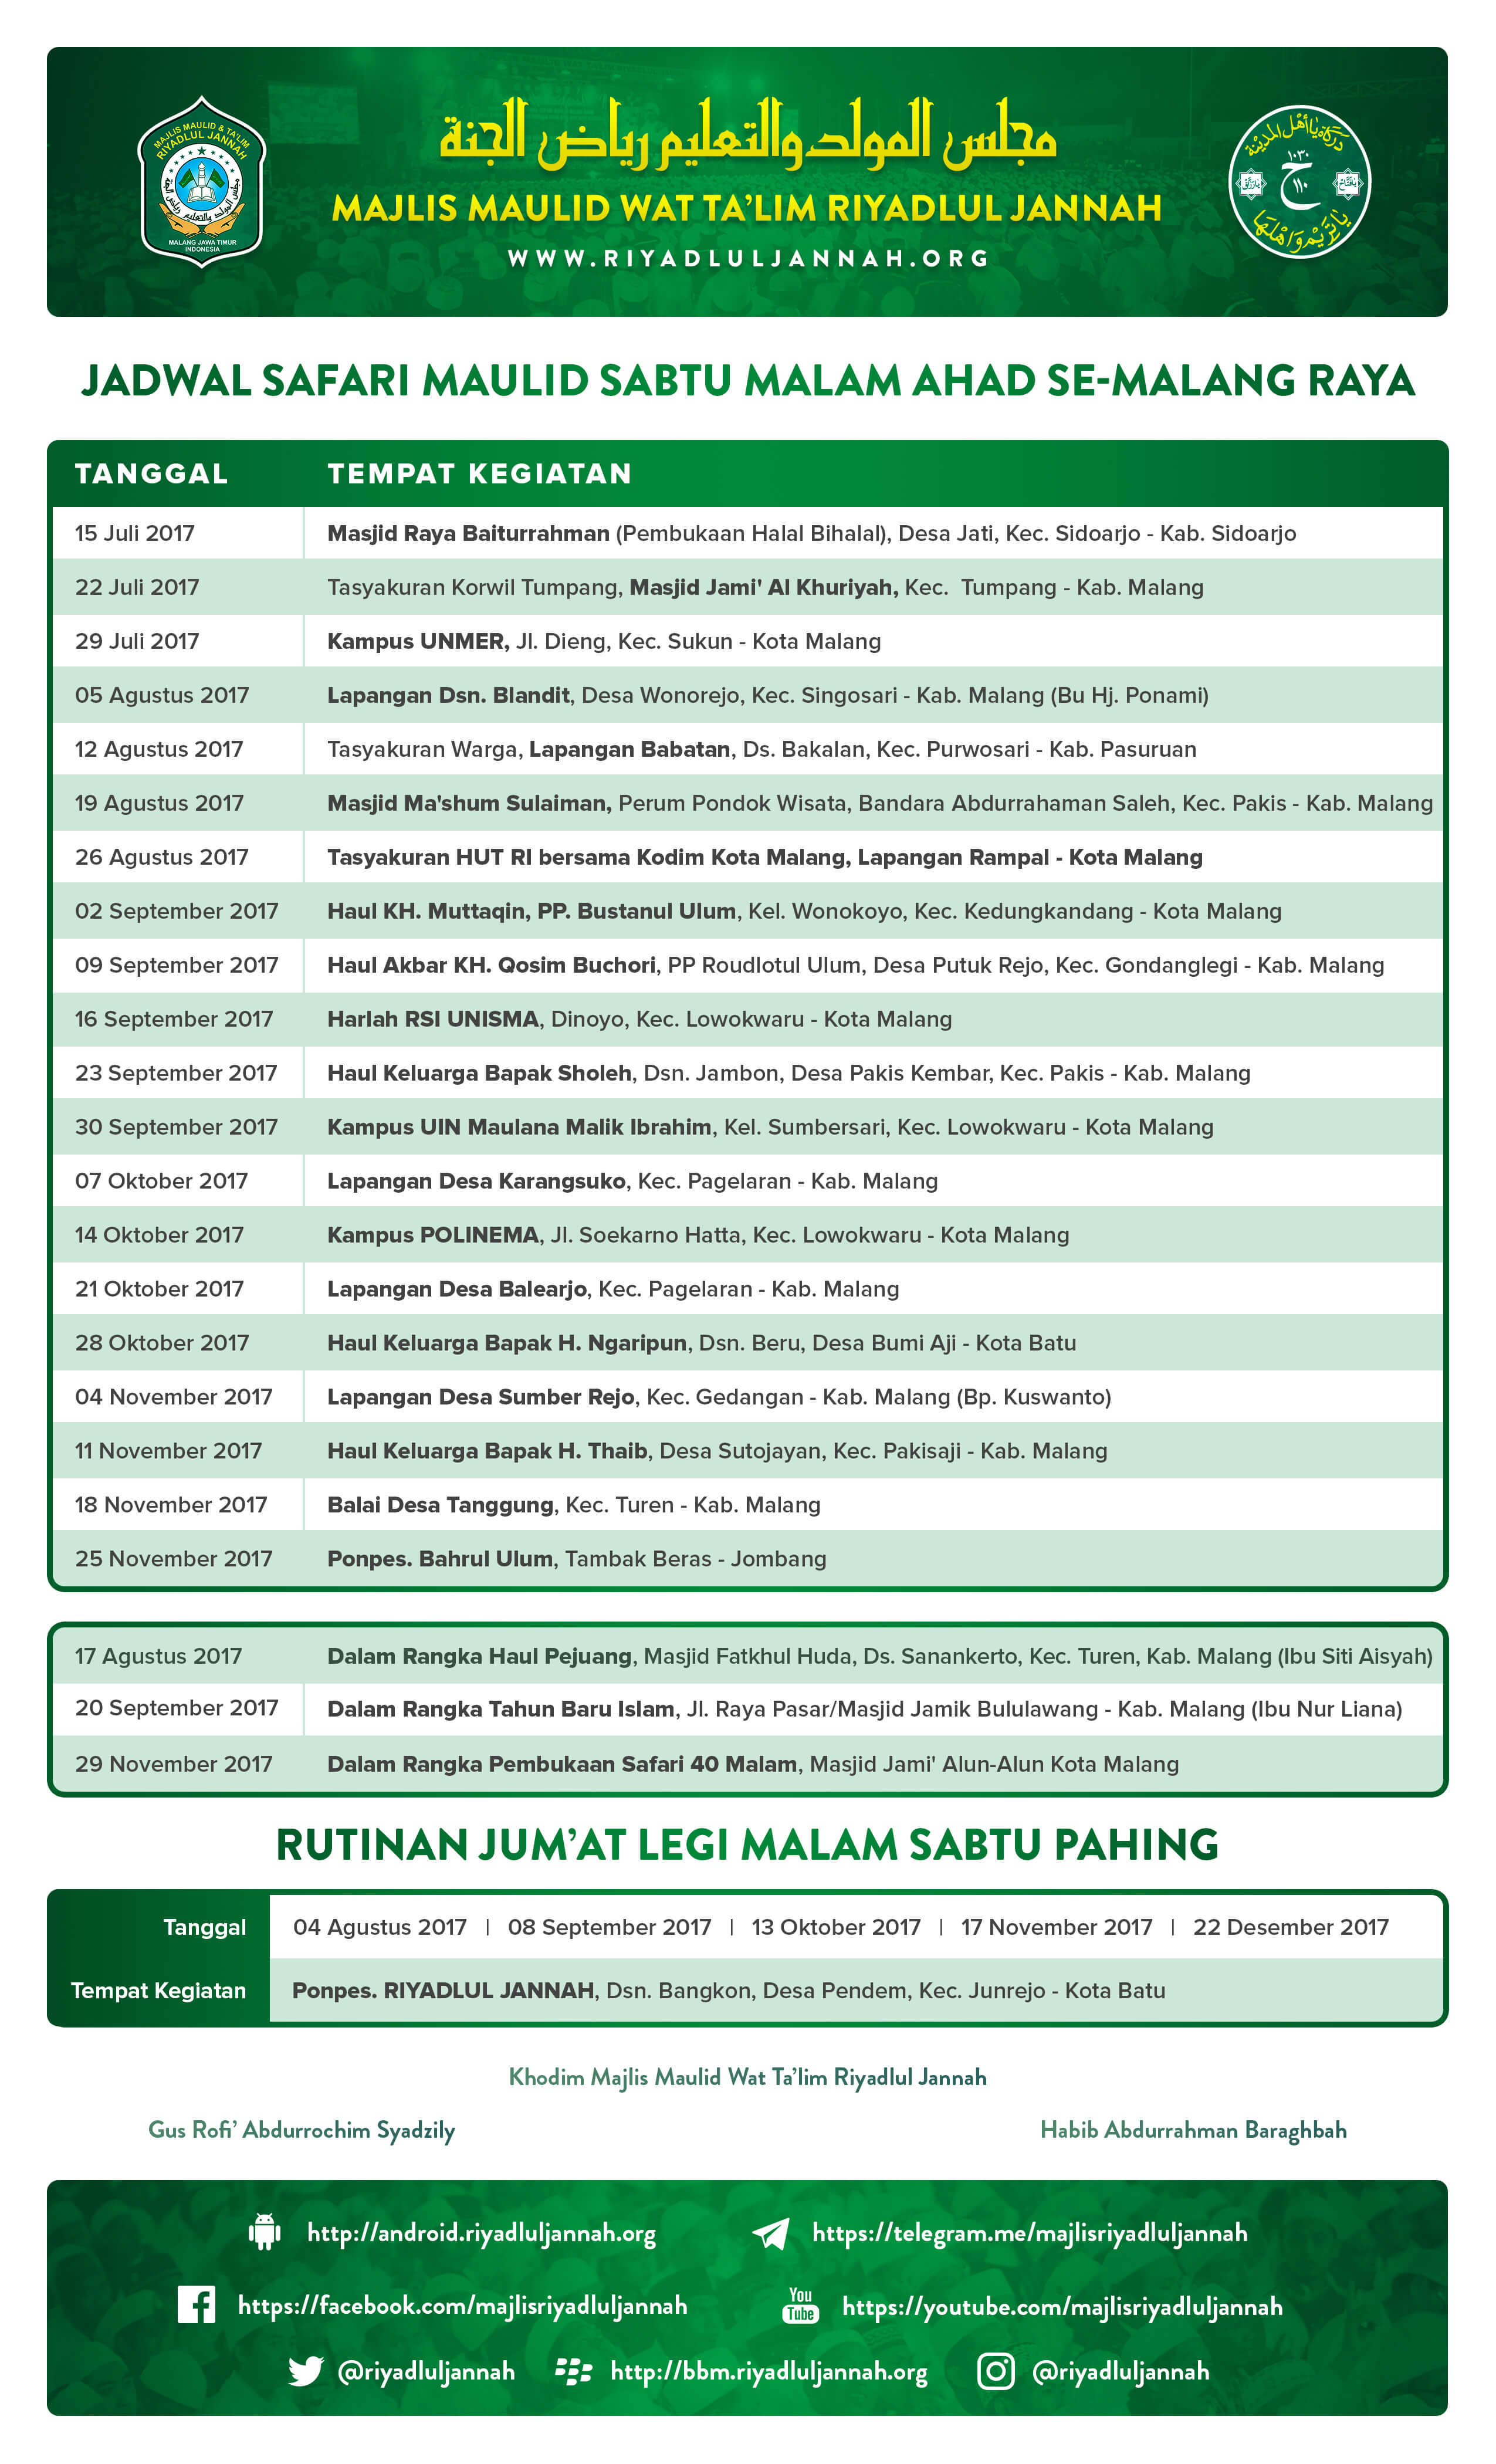 MAJLIS MAULID & TA'LIM
RIYADLUL JANNAH
مجلس المولد والتعليم رياض الجنة
MALANG JAWA TIMUR
INDONESIA
مجلس المولد والتعليم رياض الجنة
MAJLIS MAULID WAT TA’LIM RIYADLUL JANNAH
WWW.RIYADLULJANNAH.ORG
١٠٣٠
ح
١١٠
JADWAL SAFARI MAULID SABTU MALAM AHAD SE-MALANG RAYA
TANGGAL TEMPAT KEGIATAN
15 Juli 2017 Masjid Raya Baiturrahman (Pembukaan Halal Bihalal), Desa Jati, Kec. Sidoarjo - Kab. Sidoarjo
22 Juli 2017 Tasyakuran Korwil Tumpang, Masjid Jami' Al Khuriyah, Kec. Tumpang - Kab. Malang
29 Juli 2017 Kampus UNMER, Jl. Dieng, Kec. Sukun - Kota Malang
05 Agustus 2017 Lapangan Dsn. Blandit, Desa Wonorejo, Kec. Singosari - Kab. Malang (Bu Hj. Ponami)
12 Agustus 2017 Tasyakuran Warga, Lapangan Babatan, Ds. Bakalan, Kec. Purwosari - Kab. Pasuruan
19 Agustus 2017 Masjid Ma'shum Sulaiman, Perum Pondok Wisata, Bandara Abdurrahaman Saleh, Kec. Pakis - Kab. Malang
26 Agustus 2017 Tasyakuran HUT RI bersama Kodim Kota Malang, Lapangan Rampal - Kota Malang
02 September 2017 Haul KH. Muttaqin, PP. Bustanul Ulum, Kel. Wonokoyo, Kec. Kedungkandang - Kota Malang
09 September 2017 Haul Akbar KH. Qosim Buchori, PP Roudlotul Ulum, Desa Putuk Rejo, Kec. Gondanglegi - Kab. Malang
16 September 2017 Harlah RSI UNISMA, Dinoyo, Kec. Lowokwaru - Kota Malang
23 September 2017 Haul Keluarga Bapak Sholeh, Dsn. Jambon, Desa Pakis Kembar, Kec. Pakis - Kab. Malang
30 September 2017 Kampus UIN Maulana Malik Ibrahim, Kel. Sumbersari, Kec. Lowokwaru - Kota Malang
07 Oktober 2017 Lapangan Desa Karangsuko, Kec. Pagelaran - Kab. Malang
14 Oktober 2017 Kampus POLINEMA, Jl. Soekarno Hatta, Kec. Lowokwaru - Kota Malang
21 Oktober 2017 Lapangan Desa Balearjo, Kec. Pagelaran - Kab. Malang
28 Oktober 2017 Haul Keluarga Bapak H. Ngaripun, Dsn. Beru, Desa Bumi Aji - Kota Batu
04 November 2017 Lapangan Desa Sumber Rejo, Kec. Gedangan - Kab. Malang (Bp. Kuswanto)
11 November 2017 Haul Keluarga Bapak H. Thaib, Desa Sutojayan, Kec. Pakisaji - Kab. Malang
18 November 2017 Balai Desa Tanggung, Kec. Turen - Kab. Malang
25 November 2017 Ponpes. Bahrul Ulum, Tambak Beras - Jombang
17 Agustus 2017 Dalam Rangka Haul Pejuang, Masjid Fatkhul Huda, Ds. Sanankerto, Kec. Turen, Kab. Malang (Ibu Siti Aisyah)
20 September 2017 Dalam Rangka Tahun Baru Islam, Jl. Raya Pasar/Masjid Jamik Bululawang - Kab. Malang (Ibu Nur Liana)
29 November 2017 Dalam Rangka Pembukaan Safari 40 Malam, Masjid Jami' Alun-Alun Kota Malang
RUTINAN JUM’AT LEGI MALAM SABTU PAHING
Tanggal 04 Agustus 2017 | 08 September 2017 | 13 Oktober 2017 | 17 November 2017 | 22 Desember 2017
Tempat Kegiatan Ponpes. RIYADLUL JANNAH, Dsn. Bangkon, Desa Pendem, Kec. Junrejo - Kota Batu
Khodim Majlis Maulid Wat Ta’lim Riyadlul Jannah
Gus Rofi’ Abdurrochim Syadzily Habib Abdurrahman Baraghbah
http://android.riyadluljannah.org https://telegram.me/majlisriyadluljannah
https://facebook.com/majlisriyadluljannah You Tube https://youtube.com/majlisriyadluljannah
@riyadluljannah http://bbm.riyadluljannah.org @riyadluljannah